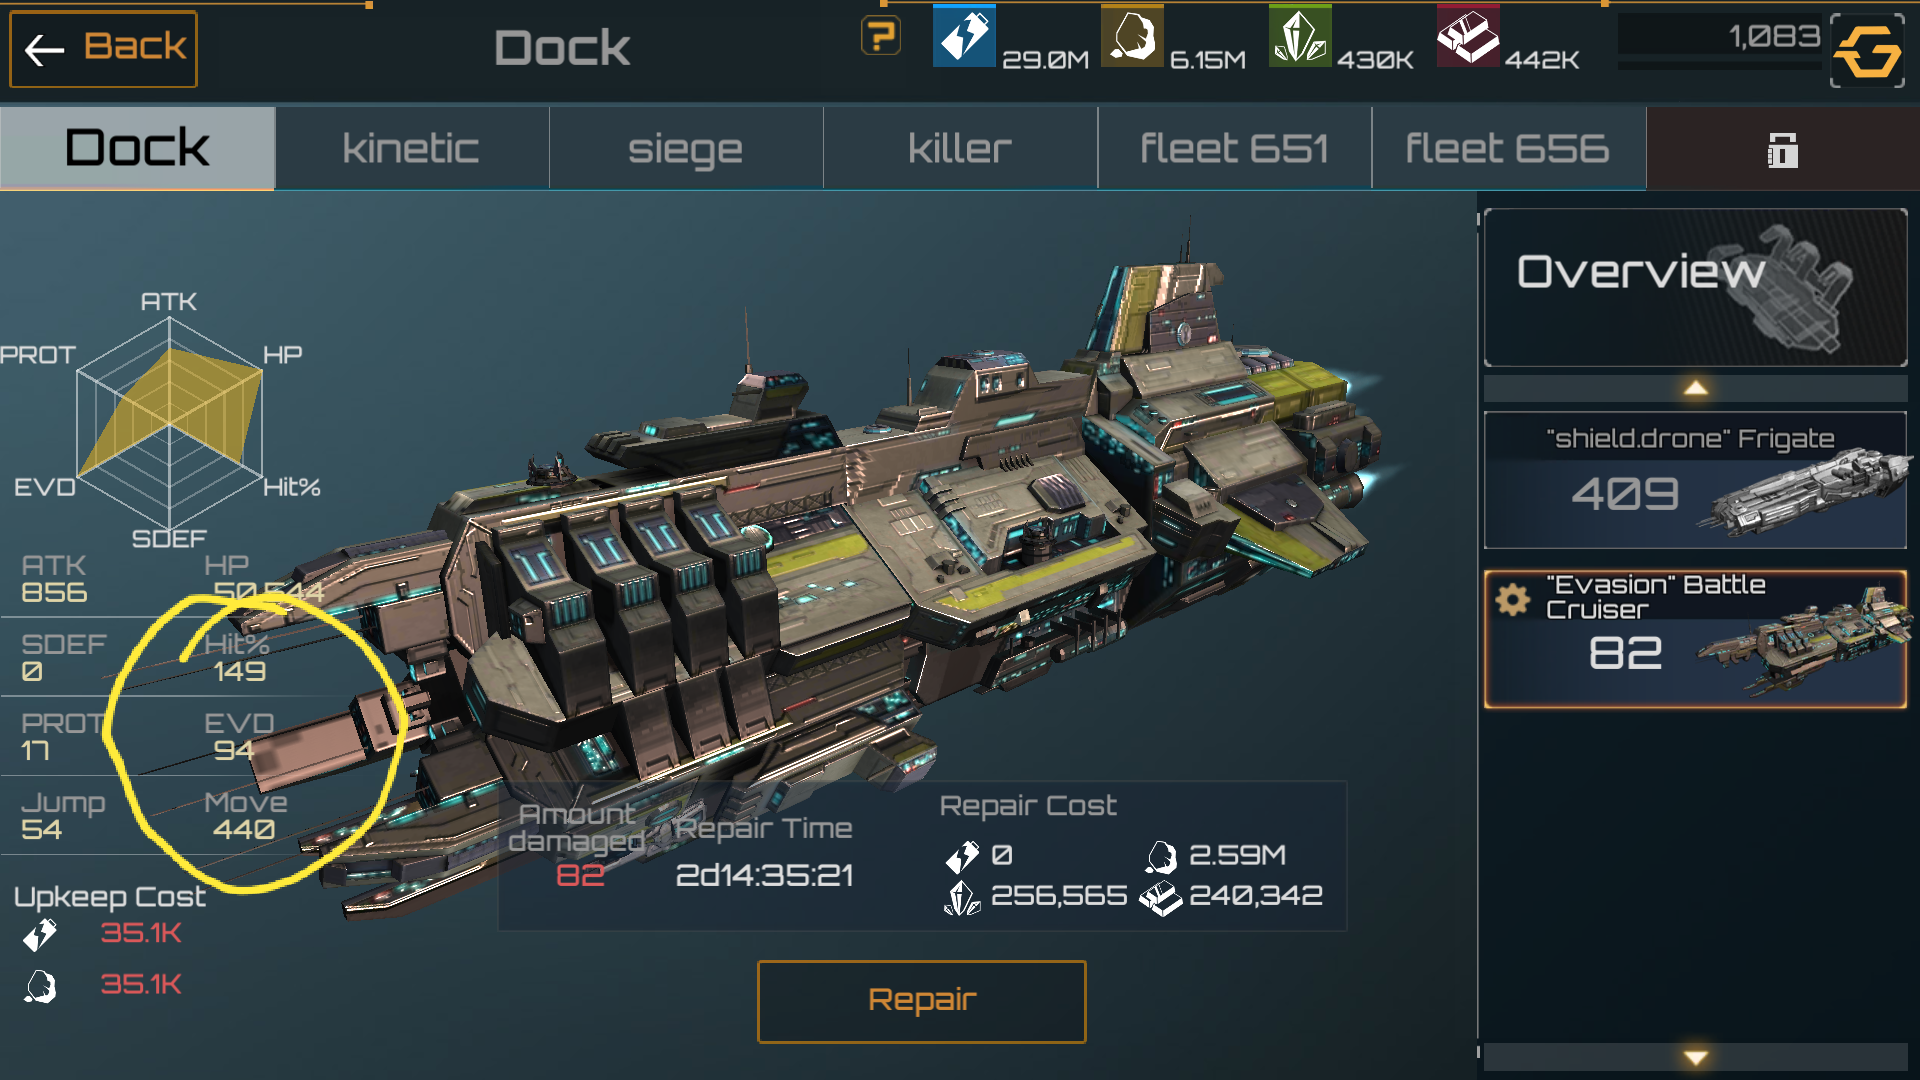 Back
Dock
?
29.0M
6.15M
430K
442K
1,083
Dock
kinetic
siege
killer
fleet 651
fleet 656
ATK
PROT
HP
EVD
Hit%
SDEF
ATK
856
HP
50,544
SDEF
0
Hit%
149
PROT
17
EVD
94
Jump
54
Move
440
Upkeep Cost
35.1K
35.1K
Amount
damaged
82
Repair Time
2d14:35:21
Repair Cost
0
2.59M
256,565
240,342
Repair
Overview
"shield.drone" Frigate
409
"Evasion" Battle
Cruiser
82